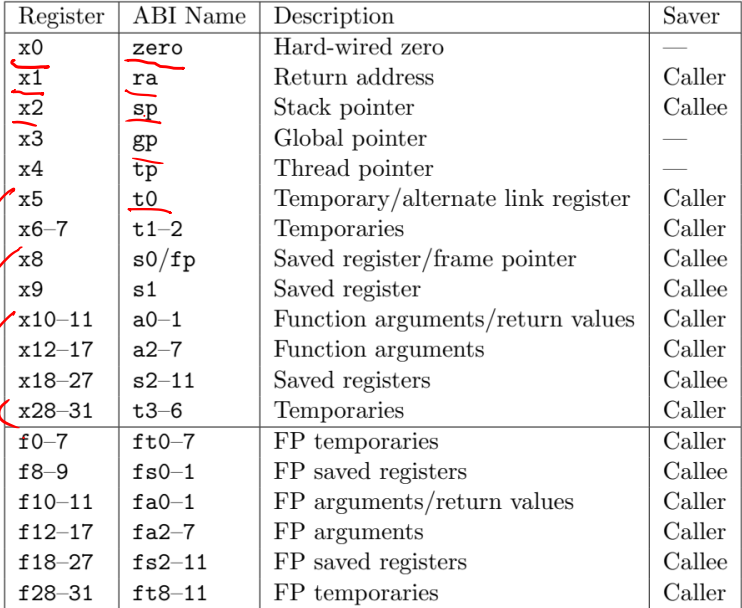 Register ABI Name Description Saver
x0 zero Hard-wired zero —
x1 ra Return address Caller
x2 sp Stack pointer Callee
x3 gp Global pointer —
x4 tp Thread pointer —
x5 t0 Temporary/alternate link register Caller
x6–7 t1–2 Temporaries Caller
x8 s0/fp Saved register/frame pointer Callee
x9 s1 Saved register Callee
x10–11 a0–1 Function arguments/return values Caller
x12–17 a2–7 Function arguments Caller
x18–27 s2–11 Saved registers Callee
x28–31 t3–6 Temporaries Caller
f0–7 ft0–7 FP temporaries Caller
f8–9 fs0–1 FP saved registers Callee
f10–11 fa0–1 FP arguments/return values Caller
f12–17 fa2–7 FP arguments Caller
f18–27 fs2–11 FP saved registers Callee
f28–31 ft8–11 FP temporaries Caller